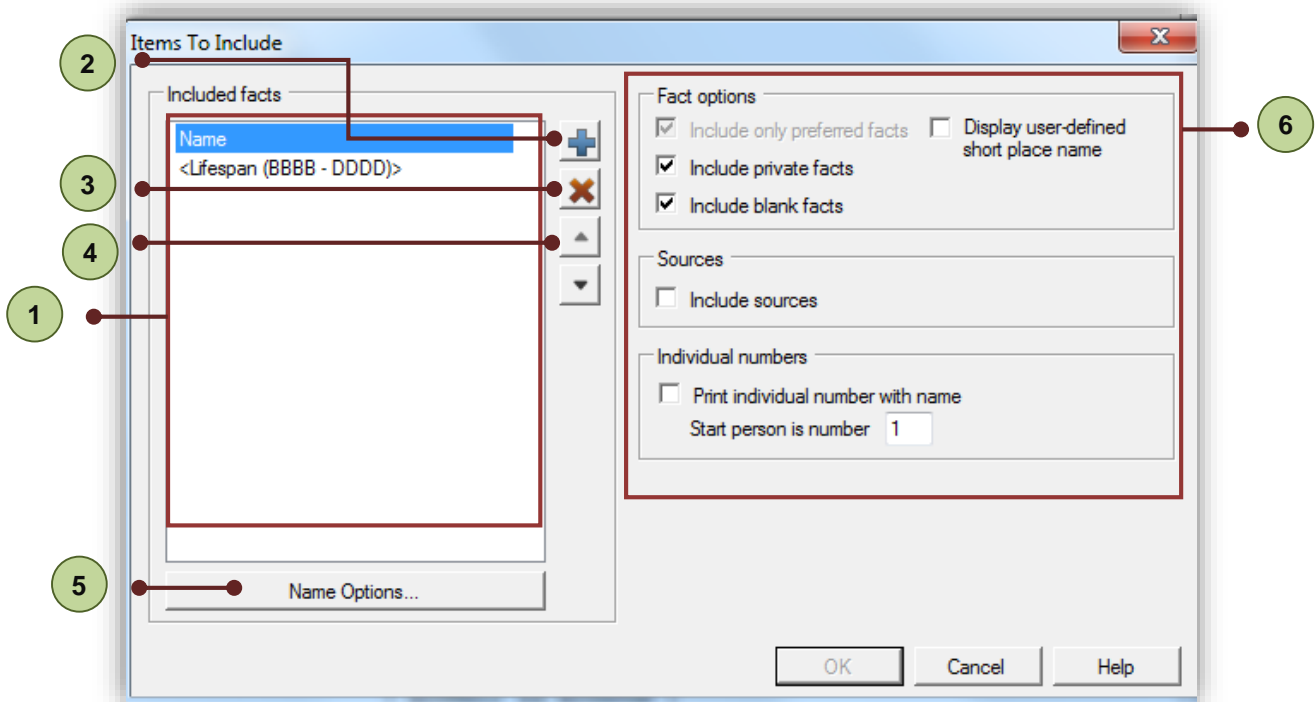 Items To Include
2
Included facts
Fact options
Name
Include only preferred facts
Display user-defined
short place name
6
<Lifespan (BBBB - DDDD)>
Include private facts
3
Include blank facts
4
Sources
Include sources
1
Individual numbers
Print individual number with name
Start person is number 1
5
Name Options...
OK
Cancel
Help